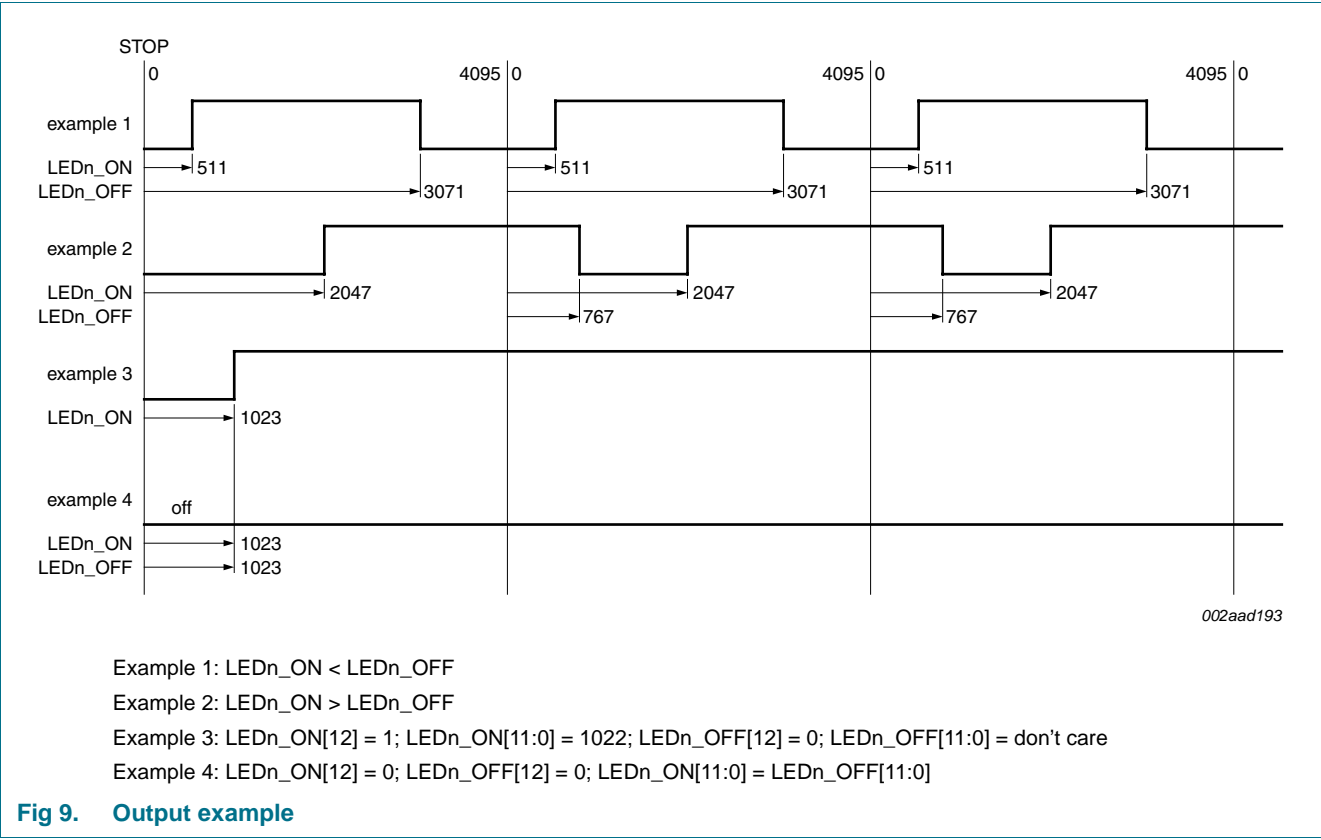 STOP
0 4095 0 4095 0 4095 0
example 1
LEDn_ON 511 511 511
LEDn_OFF 3071 3071 3071
example 2
LEDn_ON 2047 2047 2047
LEDn_OFF 767 767
example 3
LEDn_ON 1023
example 4 off
LEDn_ON 1023
LEDn_OFF 1023
002aad193
Example 1: LEDn_ON < LEDn_OFF
Example 2: LEDn_ON > LEDn_OFF
Example 3: LEDn_ON[12] = 1; LEDn_ON[11:0] = 1022; LEDn_OFF[12] = 0; LEDn_OFF[11:0] = don't care
Example 4: LEDn_ON[12] = 0; LEDn_OFF[12] = 0; LEDn_ON[11:0] = LEDn_OFF[11:0]
Fig 9. Output example